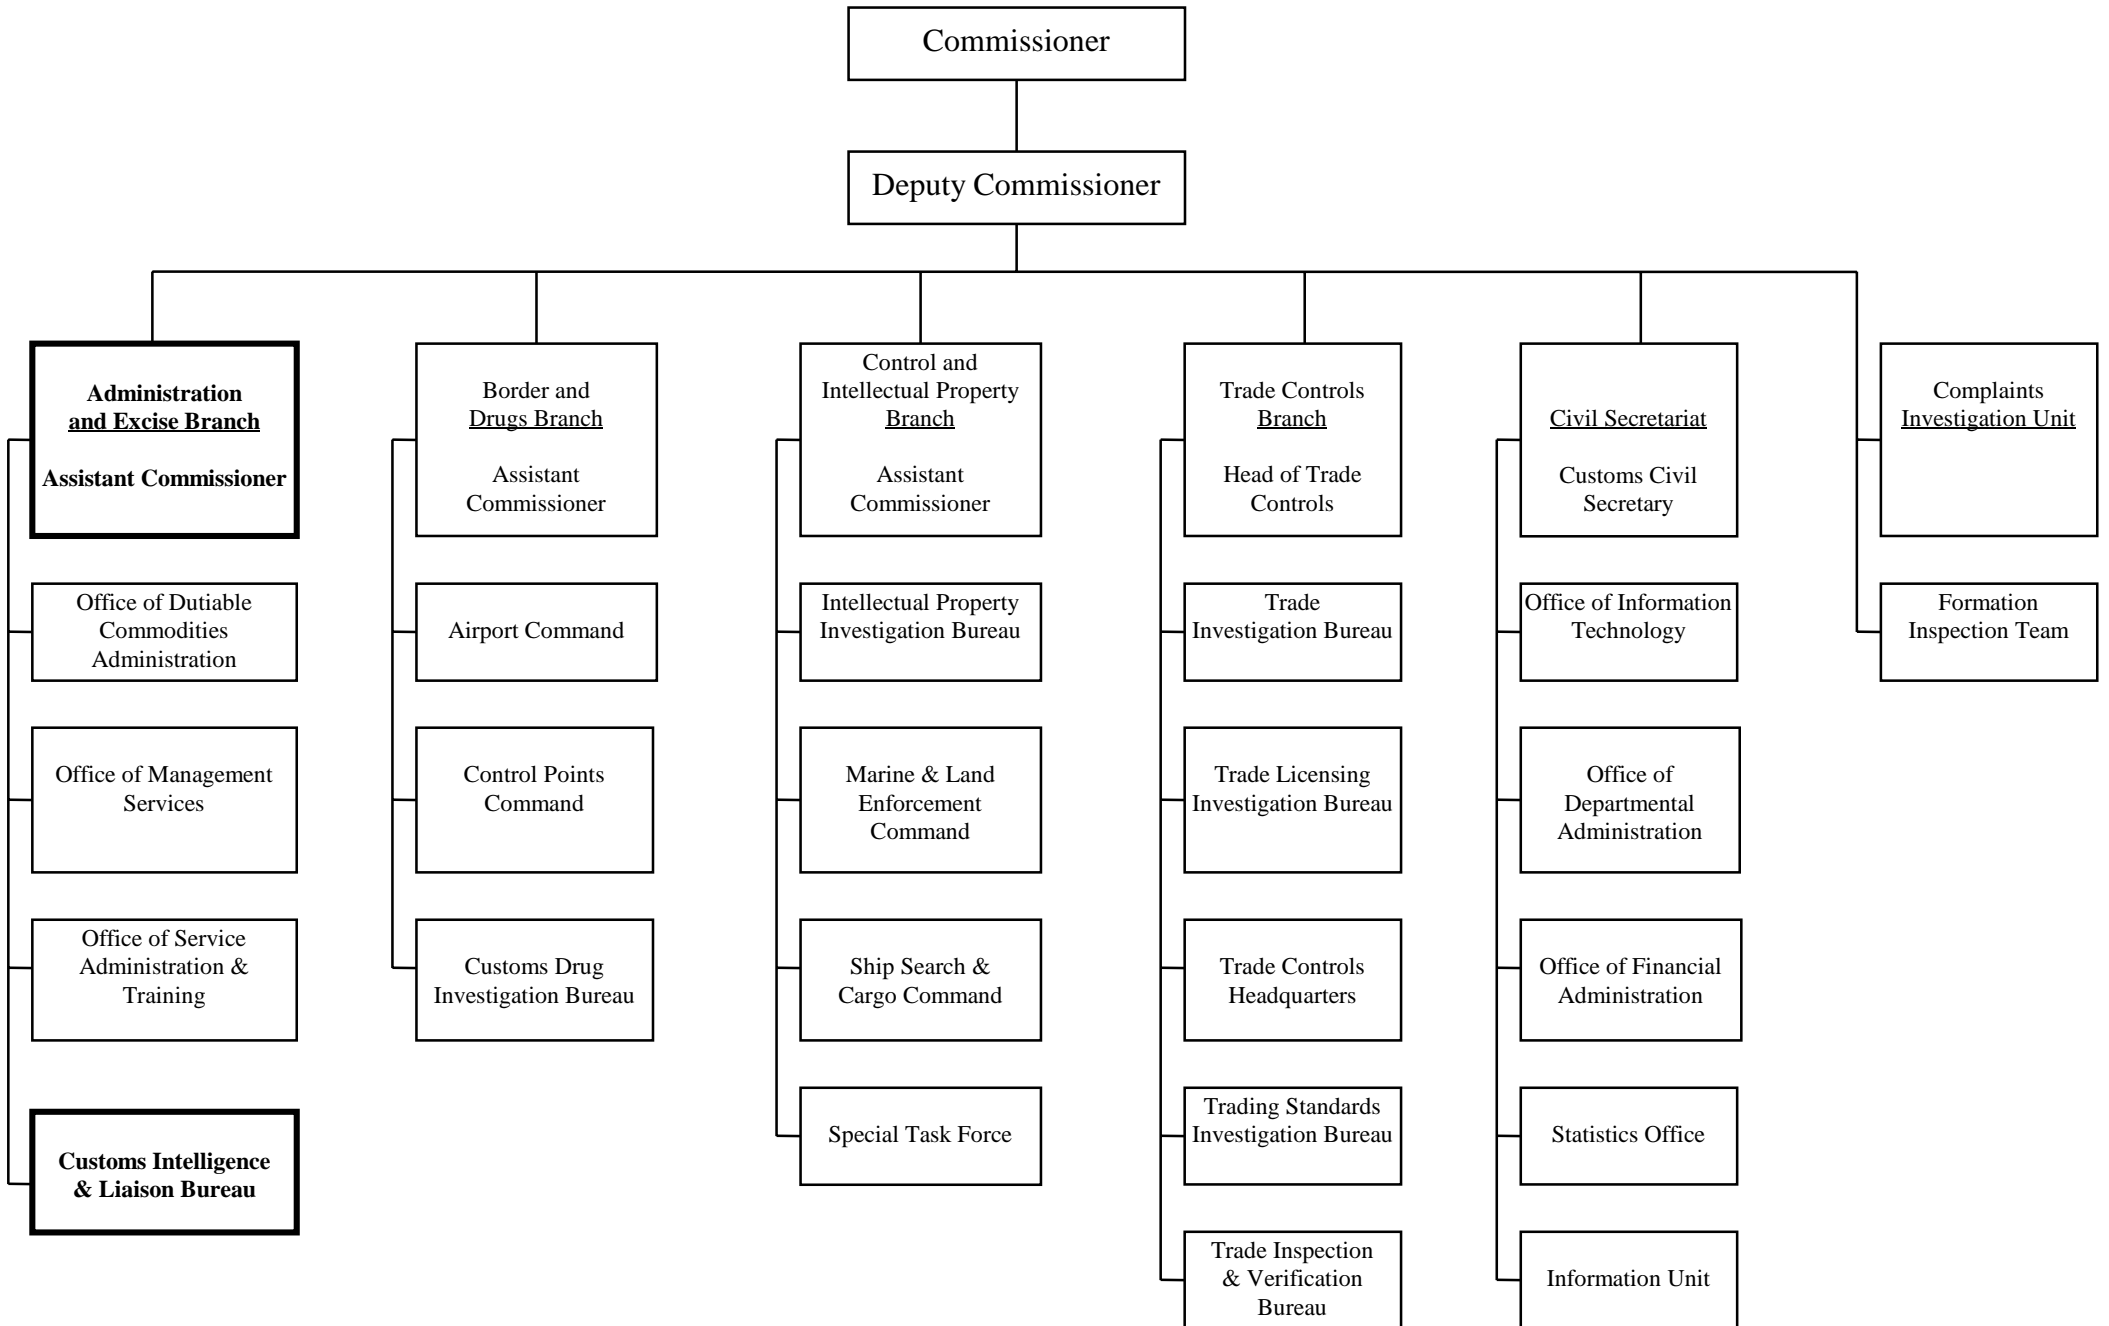 Commissioner
Deputy Commissioner
Administration
and Excise Branch
Assistant Commissioner
Office of Dutiable
Commodities
Administration
Office of Management
Services
Office of Service
Administration &
Training
Customs Intelligence
& Liaison Bureau
Border and
Drugs Branch
Assistant
Commissioner
Airport Command
Control Points
Command
Customs Drug
Investigation Bureau
Control and
Intellectual Property
Branch
Assistant
Commissioner
Intellectual Property
Investigation Bureau
Marine & Land
Enforcement
Command
Ship Search &
Cargo Command
Special Task Force
Trade Controls
Branch
Head of Trade
Controls
Trade
Investigation Bureau
Trade Licensing
Investigation Bureau
Trade Controls
Headquarters
Trading Standards
Investigation Bureau
Trade Inspection
& Verification
Bureau
Civil Secretariat
Customs Civil
Secretary
Office of Information
Technology
Office of
Departmental
Administration
Office of Financial
Administration
Statistics Office
Information Unit
Complaints
Investigation Unit
Formation
Inspection Team